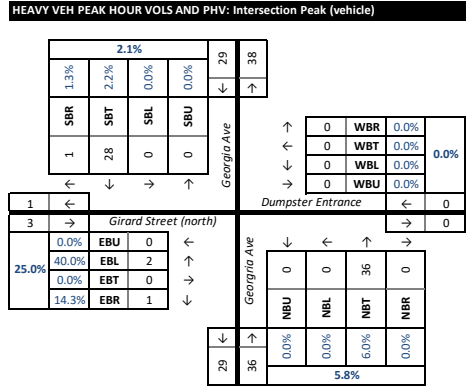 HEAVY VEH PEAK HOUR VOLS AND PHV: Intersection Peak (vehicle)
2.1%
29
38
1.3%
2.2%
0.0%
0.0%
↓
↑
SBR
SBT
SBL
SBU
Georgia Ave
1
28
0
0
← ↓ → ↑
↑ 0 WBR 0.0%
← 0 WBT 0.0%
↓ 0 WBL 0.0%
→ 0 WBU 0.0%
0.0%
1 ← Dumpster Entrance ← 0
3 → Girard Street (north) → 0
0.0% EBU 0 ←
40.0% EBL 2 ↑
0.0% EBT 0 →
14.3% EBR 1 ↓
25.0%
Georgia Ave
↓ ← ↑ →
0
0
36
0
NBU
NBL
NBT
NBR
↓
↑
0.0%
0.0%
6.0%
0.0%
29
36
5.8%